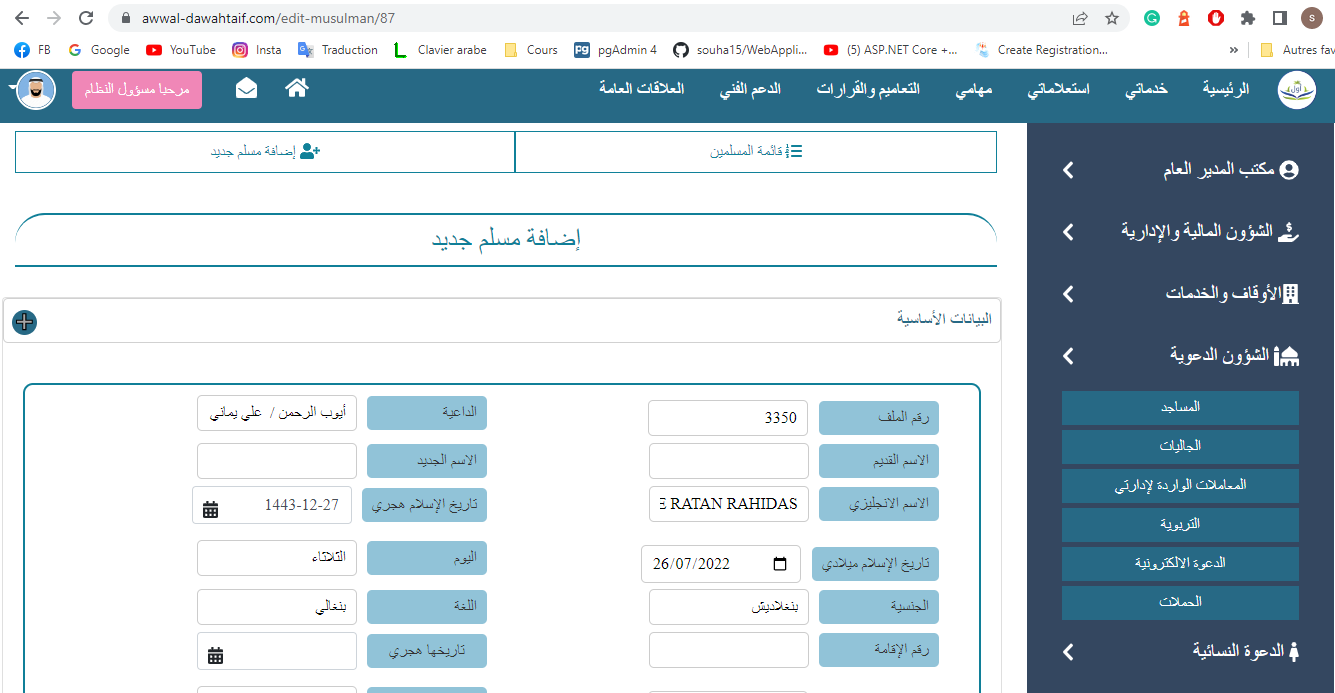 awwal-dawahtaif.com/edit-musulman/87
S
FB
Google
YouTube
Insta
Traduction
Clavier arabe
Cours
pgAdmin 4
souha15/WebAppli...
(5) ASP.NET Core +...
Create Registration...
»
Autres fav
أول
الرئيسية
خدماتي
استعلاماتي
مهامي
التعاميم والقرارات
الدعم الفني
العلاقات العامة
مرحبا مسؤول النظام
مكتب المدير العام
الشؤون المالية والإدارية
الأوقاف والخدمات
الشؤون الدعوية
المساجد
الجاليات
المعاملات الواردة لإدارتي
التربوية
الدعوة الالكترونية
الحملات
الدعوة النسائية
قائمة المسلمين
إضافة مسلم جديد
إضافة مسلم جديد
البيانات الأساسية
رقم الملف 3350
الداعية أيوب الرحمن / علي يماني
الاسم القديم
الاسم الجديد
الاسم الانجليزي RATAN RAHIDAS
تاريخ الإسلام هجري 1443-12-27
تاريخ الإسلام ميلادي 26/07/2022
اليوم الثلاثاء
الجنسية بنغلاديش
اللغة بنغالي
رقم الإقامة
تاريخها هجري